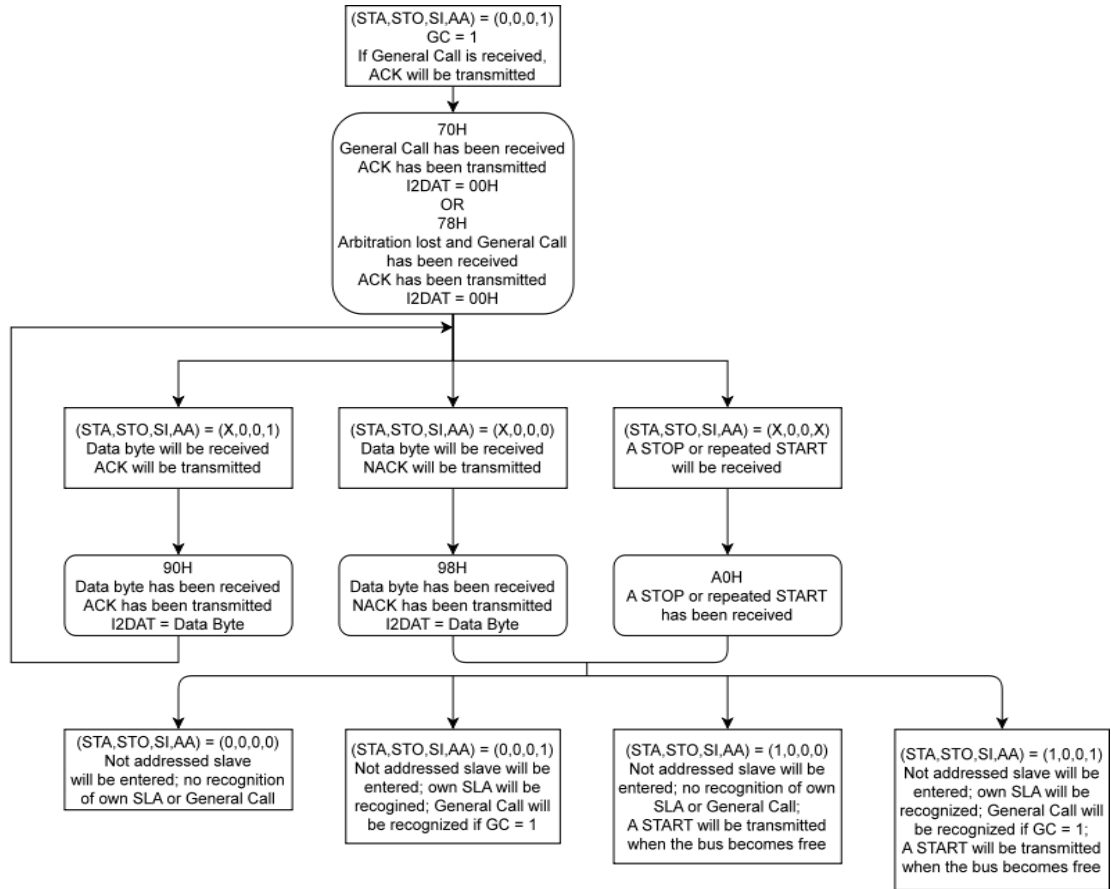 (STA,STO,SI,AA) = (0,0,0,1)
GC = 1
If General Call is received,
ACK will be transmitted
70H
General Call has been received
ACK has been transmitted
I2DAT = 00H
OR
78H
Arbitration lost and General Call
has been received
ACK has been transmitted
I2DAT = 00H
(STA,STO,SI,AA) = (X,0,0,1)
Data byte will be received
ACK will be transmitted
(STA,STO,SI,AA) = (X,0,0,0)
Data byte will be received
NACK will be transmitted
(STA,STO,SI,AA) = (X,0,0,X)
A STOP or repeated START
will be received
90H
Data byte has been received
ACK has been transmitted
I2DAT = Data Byte
98H
Data byte has been received
NACK has been transmitted
I2DAT = Data Byte
A0H
A STOP or repeated START
has been received
(STA,STO,SI,AA) = (0,0,0,0)
Not addressed slave
will be entered; no recognition
of own SLA or General Call
(STA,STO,SI,AA) = (0,0,0,1)
Not addressed slave will be
entered; own SLA will be
recogined; General Call will
be recognized if GC = 1
(STA,STO,SI,AA) = (1,0,0,0)
Not addressed slave will be
entered; no recognition of own
SLA or General Call;
A START will be transmitted
when the bus becomes free
(STA,STO,SI,AA) = (1,0,0,1)
Not addressed slave will be
entered; own SLA will be
recognized; General Call will
be recognized if GC = 1;
A START will be transmitted
when the bus becomes free